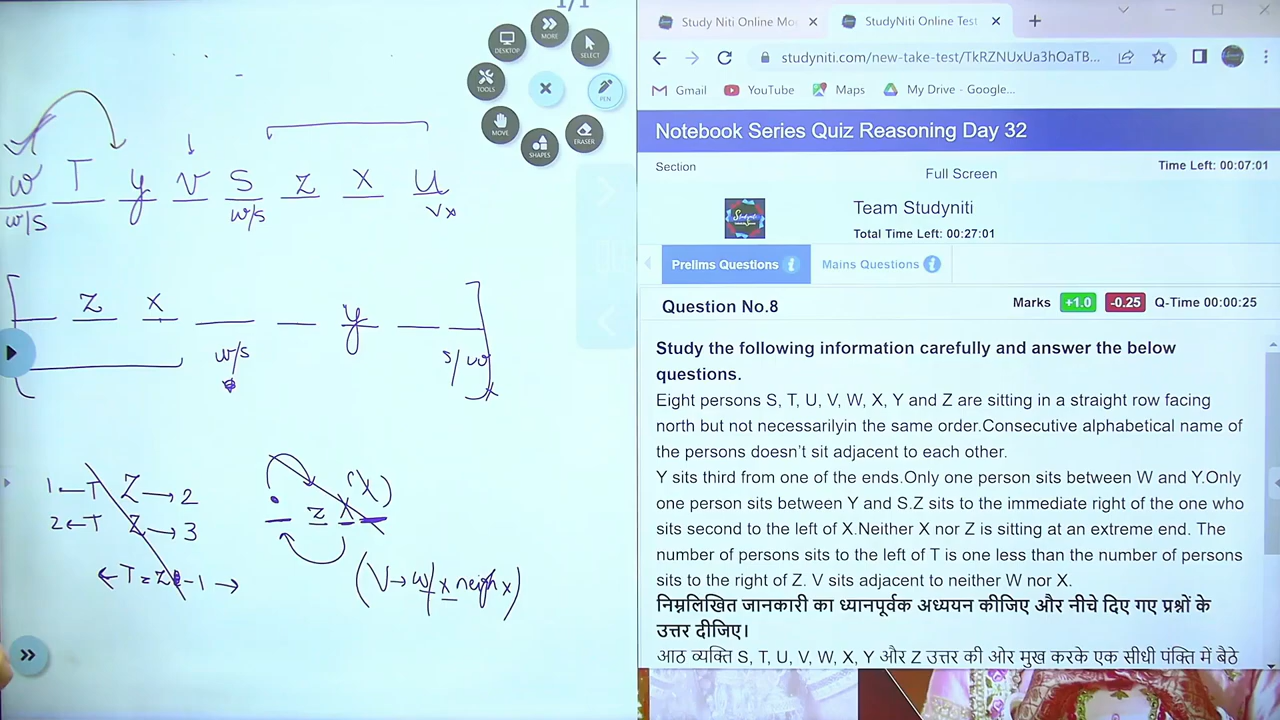 1/1
DESKTOP
MORE
SELECT
TOOLS
PEN
MOVE
SHAPES
ERASER
W T Y V S Z X U
W/S W/S Vx
Z X Y
W/S S/W
1 ← T Z → 2
2 ← T Z → 3
← T = Z - 1 →
Z X (X)
(V → W/X neigh x)
Study Niti Online Mo
StudyNiti Online Test
studyniti.com/new-take-test/TkRZNUxUa3hOaTB...
Gmail YouTube Maps My Drive - Google...
Notebook Series Quiz Reasoning Day 32
Section
Full Screen
Time Left: 00:07:01
Team Studyniti
Total Time Left: 00:27:01
Prelims Questions i Mains Questions i
Question No.8 Marks +1.0 -0.25 Q-Time 00:00:25
Study the following information carefully and answer the below
questions.
Eight persons S, T, U, V, W, X, Y and Z are sitting in a straight row facing
north but not necessarilyin the same order.Consecutive alphabetical name of
the persons doesn't sit adjacent to each other.
Y sits third from one of the ends.Only one person sits between W and Y.Only
one person sits between Y and S.Z sits to the immediate right of the one who
sits second to the left of X.Neither X nor Z is sitting at an extreme end. The
number of persons sits to the left of T is one less than the number of persons
sits to the right of Z. V sits adjacent to neither W nor X.
निम्नलिखित जानकारी का ध्यानपूर्वक अध्ययन कीजिए और नीचे दिए गए प्रश्नों के
उत्तर दीजिए।
आठ व्यक्ति S, T, U, V, W, X, Y और Z उत्तर की ओर मुख करके एक सीधी पंक्ति में बैठे